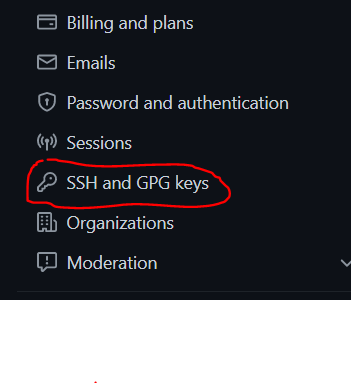 Billing and plans
Emails
Password and authentication
Sessions
SSH and GPG keys
Organizations
Moderation